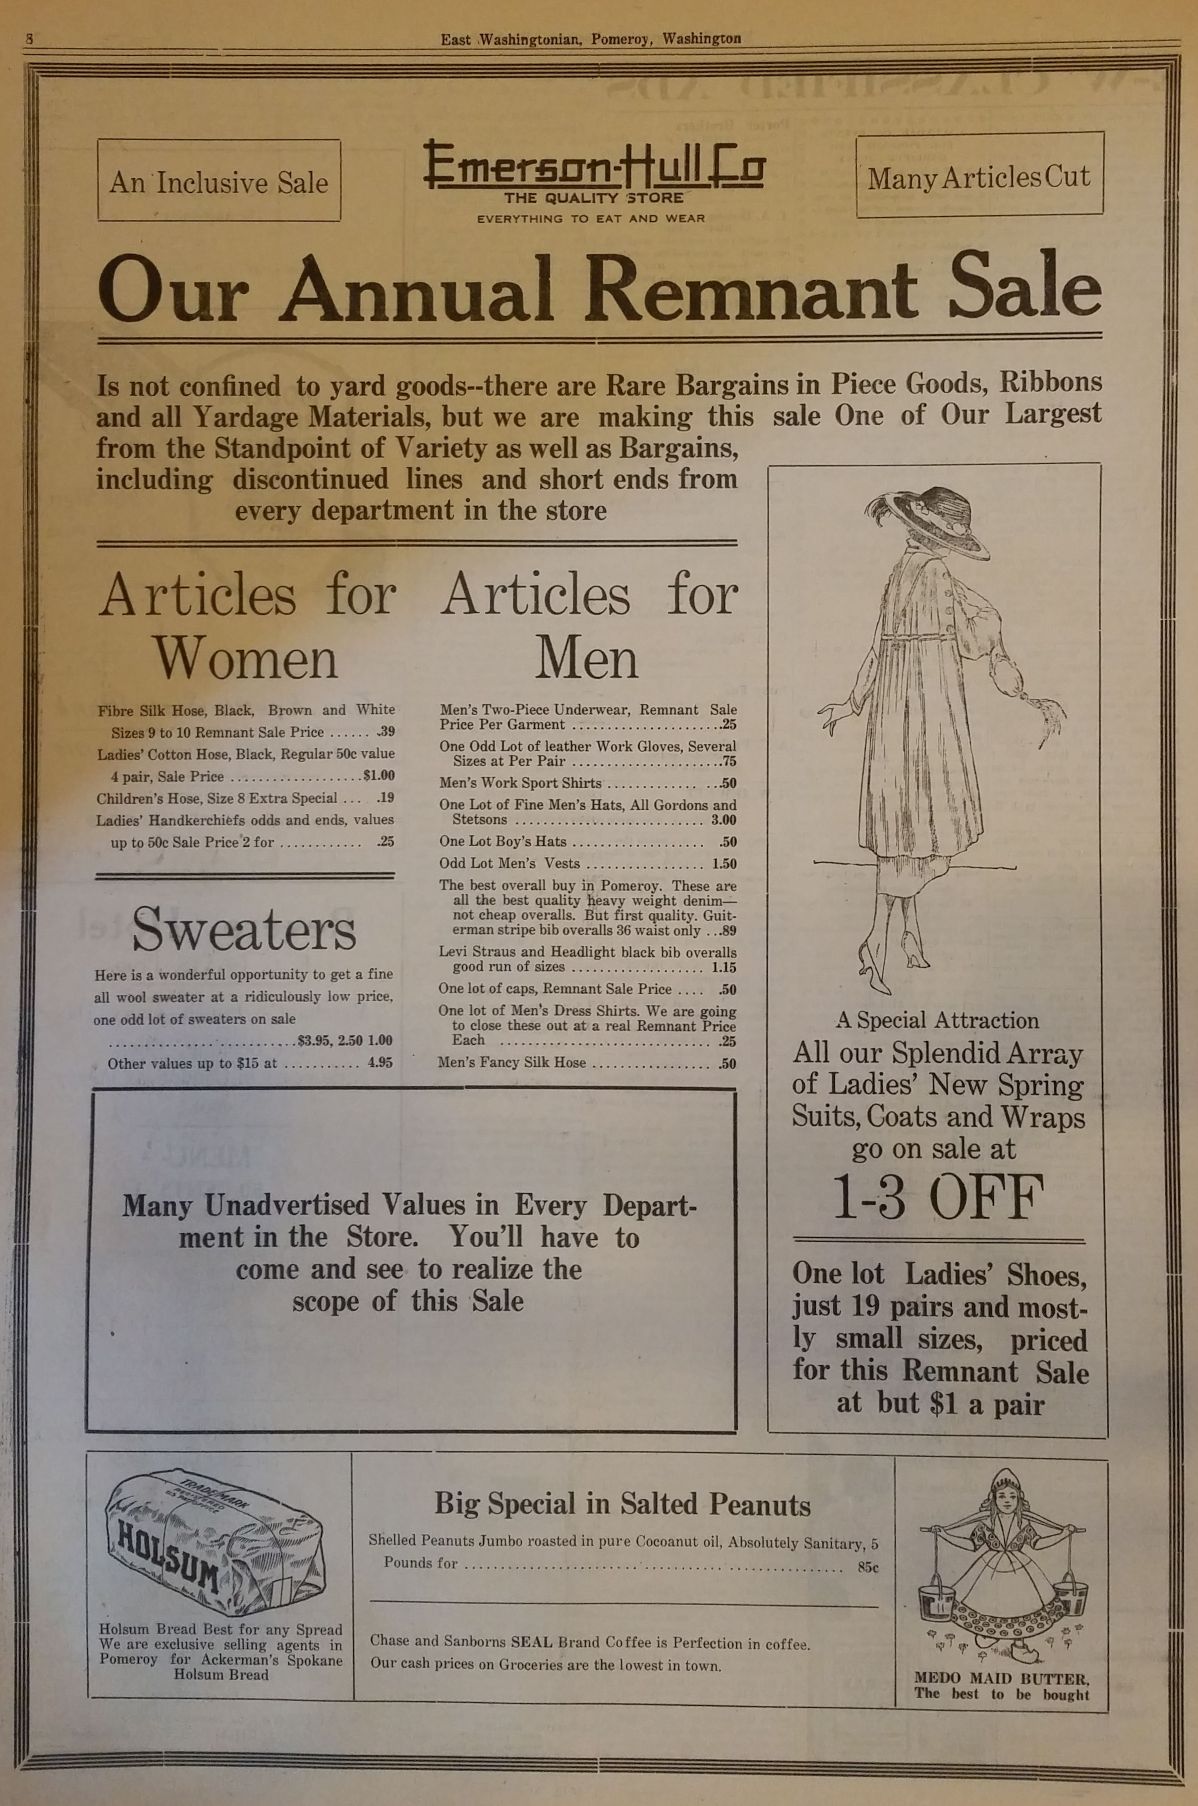 8
East Washingtonian, Pomeroy, Washington
An Inclusive Sale
Emerson-Hull Co
THE QUALITY STORE
EVERYTHING TO EAT AND WEAR
Many Articles Cut
Our Annual Remnant Sale
Is not confined to yard goods--there are Rare Bargains in Piece Goods, Ribbons
and all Yardage Materials, but we are making this sale One of Our Largest
from the Standpoint of Variety as well as Bargains,
including discontinued lines and short ends from
every department in the store
Articles for
Women
Fibre Silk Hose, Black, Brown and White
Sizes 9 to 10 Remnant Sale Price ...... .39
Ladies' Cotton Hose, Black, Regular 50c value
4 pair, Sale Price .................. $1.00
Children's Hose, Size 8 Extra Special ... .19
Ladies' Handkerchiefs odds and ends, values
up to 50c Sale Price 2 for ............ .25
Sweaters
Here is a wonderful opportunity to get a fine
all wool sweater at a ridiculously low price,
one odd lot of sweaters on sale
.......................... $3.95, 2.50 1.00
Other values up to $15 at ........... 4.95
Articles for
Men
Men's Two-Piece Underwear, Remnant Sale
Price Per Garment ..................... .25
One Odd Lot of leather Work Gloves, Several
Sizes at Per Pair ..................... .75
Men's Work Sport Shirts ............... .50
One Lot of Fine Men's Hats, All Gordons and
Stetsons ........................... 3.00
One Lot Boy's Hats ................... .50
Odd Lot Men's Vests ................. 1.50
The best overall buy in Pomeroy. These are
all the best quality heavy weight denim—
not cheap overalls. But first quality. Guit-
erman stripe bib overalls 36 waist only ...89
Levi Straus and Headlight black bib overalls
good run of sizes ................... 1.15
One lot of caps, Remnant Sale Price .... .50
One lot of Men's Dress Shirts. We are going
to close these out at a real Remnant Price
Each .............................. .25
Men's Fancy Silk Hose ................. .50
A Special Attraction
All our Splendid Array
of Ladies' New Spring
Suits, Coats and Wraps
go on sale at
1-3 OFF
One lot Ladies' Shoes,
just 19 pairs and most-
ly small sizes, priced
for this Remnant Sale
at but $1 a pair
Many Unadvertised Values in Every Depart-
ment in the Store. You'll have to
come and see to realize the
scope of this Sale
TRADE MARK
REGISTERED
HOLSUM
Holsum Bread Best for any Spread
We are exclusive selling agents in
Pomeroy for Ackerman's Spokane
Holsum Bread
Big Special in Salted Peanuts
Shelled Peanuts Jumbo roasted in pure Cocoanut oil, Absolutely Sanitary, 5
Pounds for ...................................................... 85c
Chase and Sanborns SEAL Brand Coffee is Perfection in coffee.
Our cash prices on Groceries are the lowest in town.
MEDO MAID BUTTER,
The best to be bought